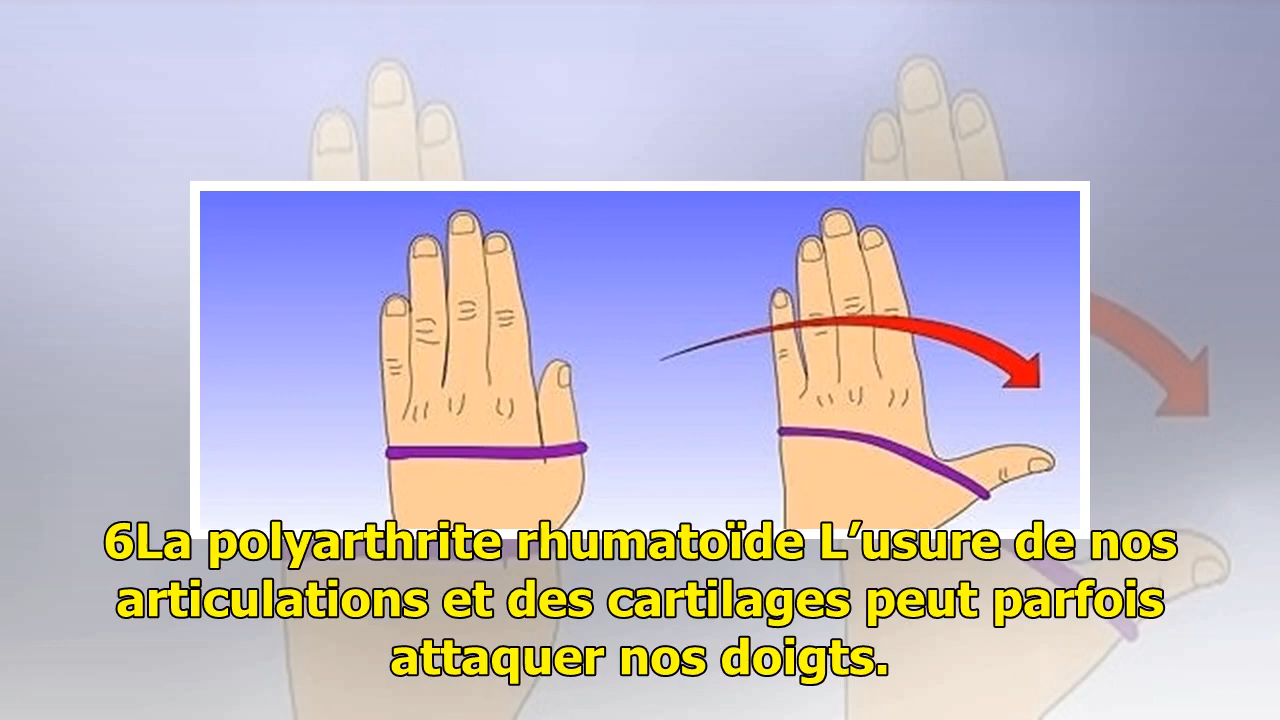 6La polyarthrite rhumatoïde L’usure de nos
articulations et des cartilages peut parfois
attaquer nos doigts.